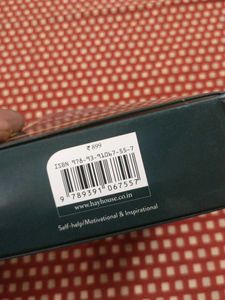 ₹ 899
ISBN 978-93-91067-55-7
9 789391 067557
www.hayhouse.co.in
Self-help/Motivational & Inspirational